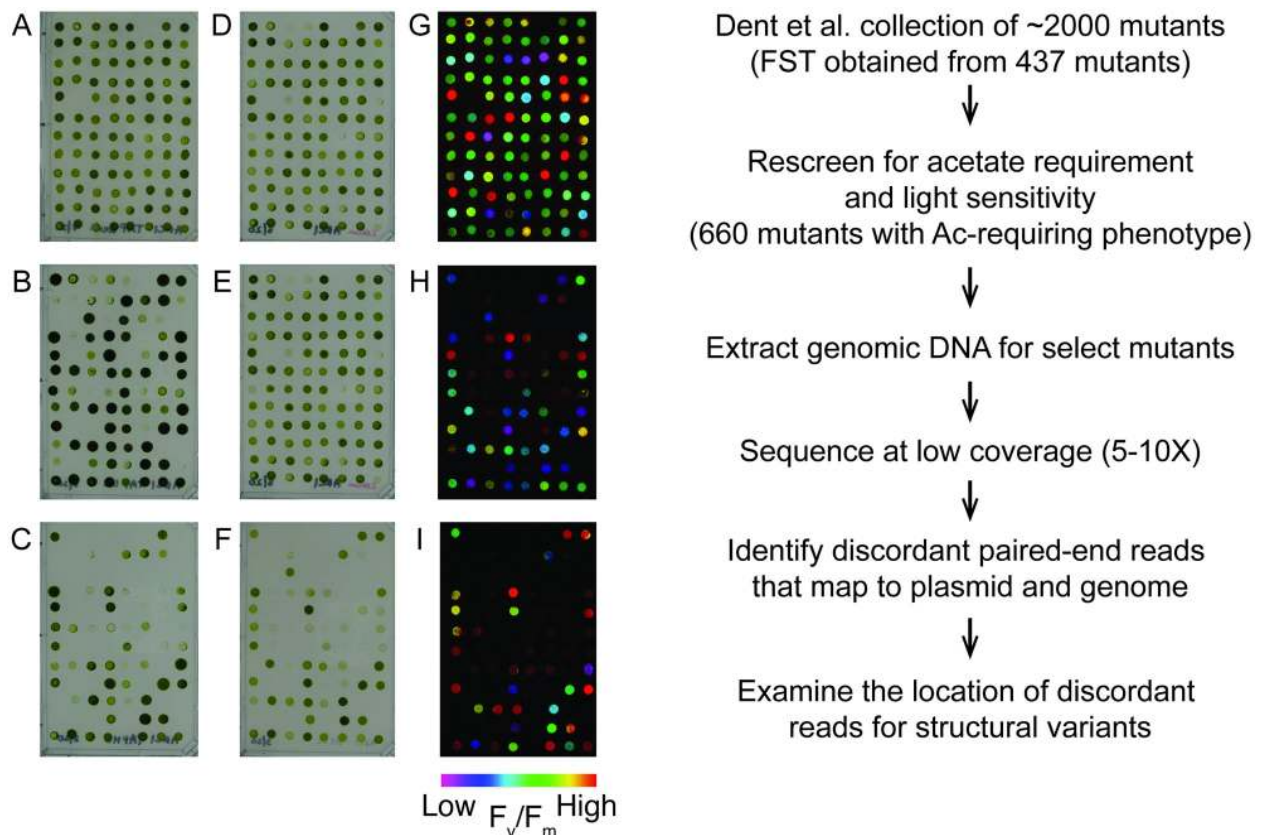 A
D
G
B
E
H
C
F
I
Low F_v/F_m High
Dent et al. collection of ~2000 mutants
(FST obtained from 437 mutants)
Rescreen for acetate requirement
and light sensitivity
(660 mutants with Ac-requiring phenotype)
Extract genomic DNA for select mutants
Sequence at low coverage (5-10X)
Identify discordant paired-end reads
that map to plasmid and genome
Examine the location of discordant
reads for structural variants